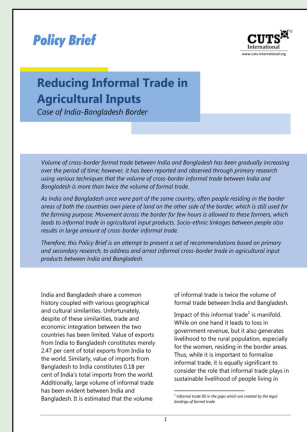 Policy Brief
CUTS
International
www.cuts-international.org
Reducing Informal Trade in
Agricultural Inputs
Case of India-Bangladesh Border
Volume of cross-border formal trade between India and Bangladesh has been gradually increasing
over the period of time; however, it has been reported and observed through primary research
using various techniques that the volume of cross-border informal trade between India and
Bangladesh is more than twice the volume of formal trade.
As India and Bangladesh once were part of the same country, often people residing in the border
areas of both the countries own piece of land on the other side of the border, which is still used for
the farming purpose. Movement across the border for few hours is allowed to these farmers, which
leads to informal trade in agricultural input products. Socio-ethnic linkages between people also
results in large amount of cross-border informal trade.
Therefore, this Policy Brief is an attempt to present a set of recommendations based on primary
and secondary research, to address and arrest informal cross-border trade in agricultural input
products between India and Bangladesh.
India and Bangladesh share a common
history coupled with various geographical
and cultural similarities. Unfortunately,
despite of these similarities, trade and
economic integration between the two
countries has been limited. Value of exports
from India to Bangladesh constitutes merely
2.47 per cent of total exports from India to
the world. Similarly, value of imports from
Bangladesh to India constitutes 0.18 per
cent of India's total imports from the world.
Additionally, large volume of informal trade
has been evident between India and
Bangladesh. It is estimated that the volume
of informal trade is twice the volume of
formal trade between India and Bangladesh.
Impact of this informal trade¹ is manifold.
While on one hand it leads to loss in
government revenue, but it also generates
livelihood to the rural population, especially
for the women, residing in the border areas.
Thus, while it is important to formalise
informal trade, it is equally significant to
consider the role that informal trade plays in
sustainable livelihood of people living in
¹ Informal trade fill in the gaps which are created by the legal
bindings of formal trade
1